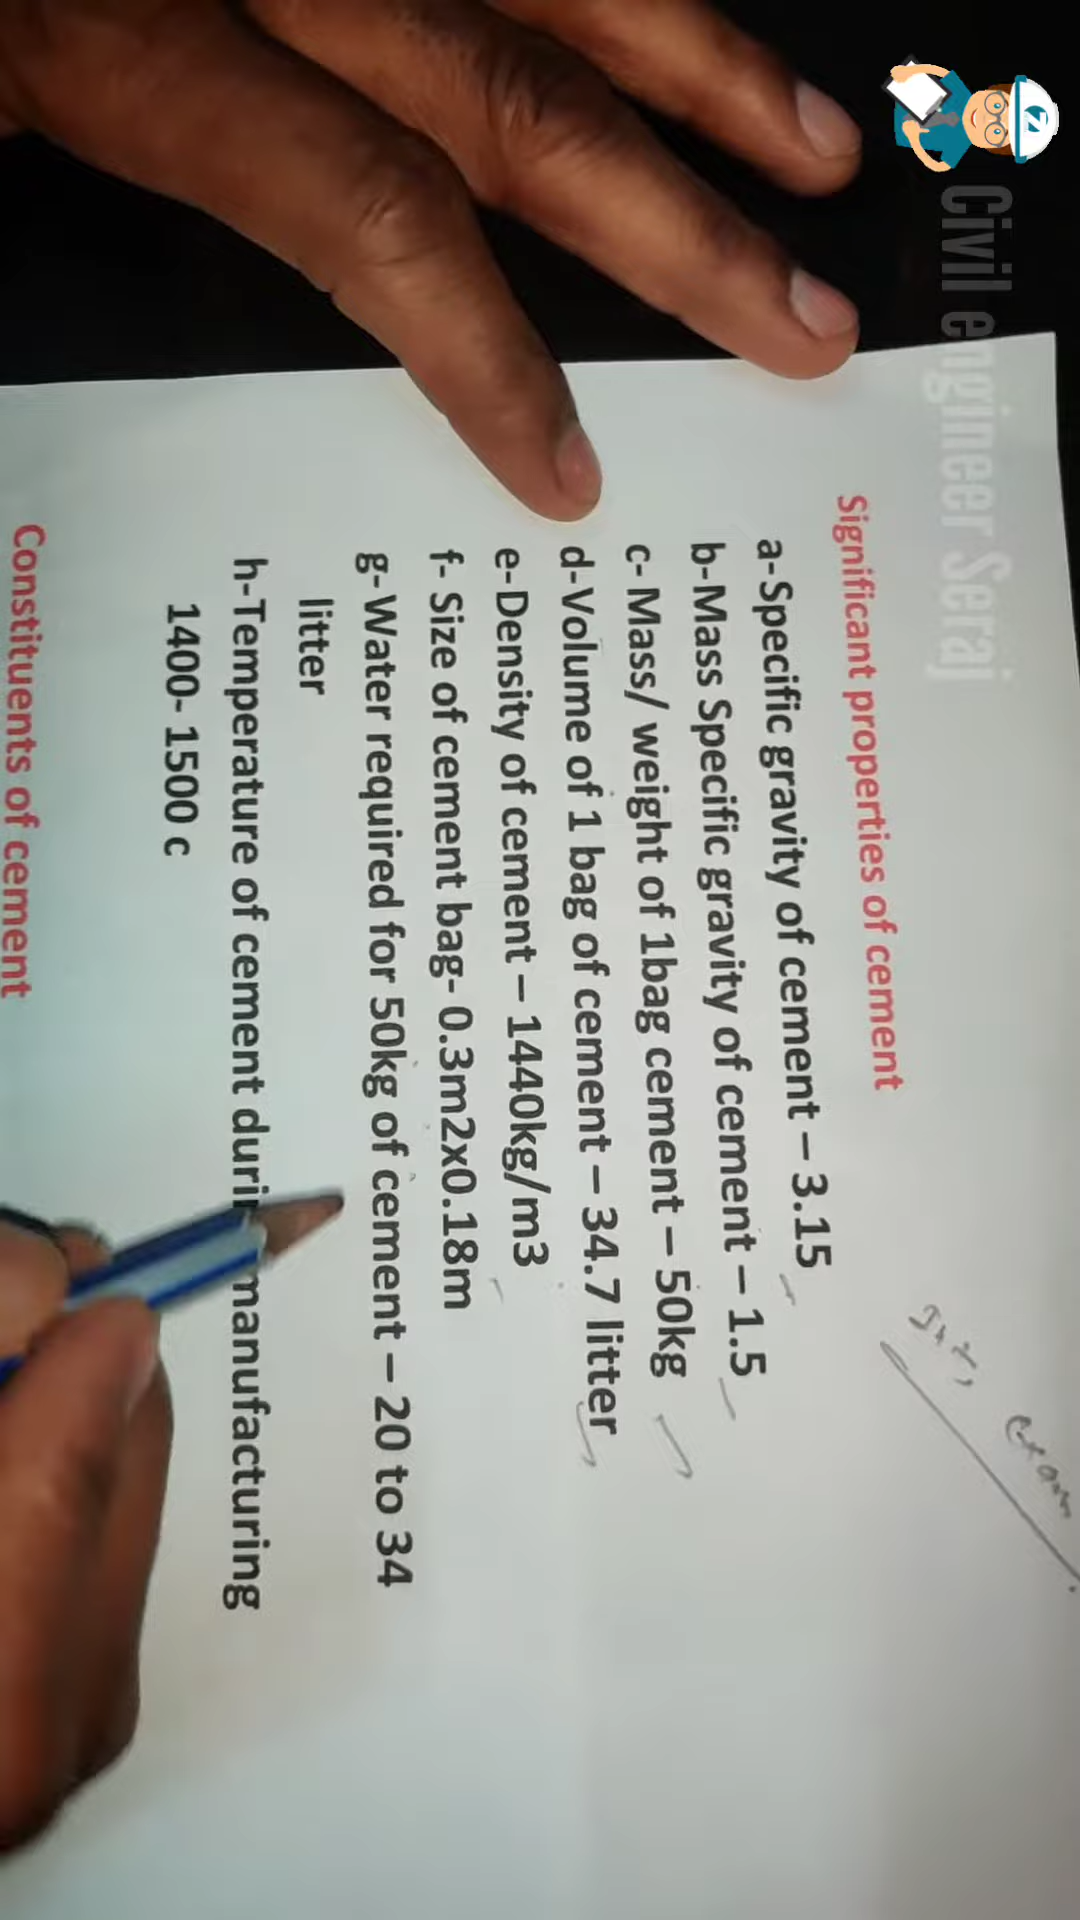 Civil engineer Seraj
Significant properties of cement
a-Specific gravity of cement – 3.15
b-Mass Specific gravity of cement – 1.5
c- Mass/ weight of 1bag cement – 50kg
d-Volume of 1 bag of cement – 34.7 litter
e-Density of cement – 1440kg/m3
f- Size of cement bag- 0.3m2x0.18m
g-Water required for 50kg of cement – 20 to 34
litter
h-Temperature of cement duri manufacturing
1400- 1500 c
Constituents of cement
exam